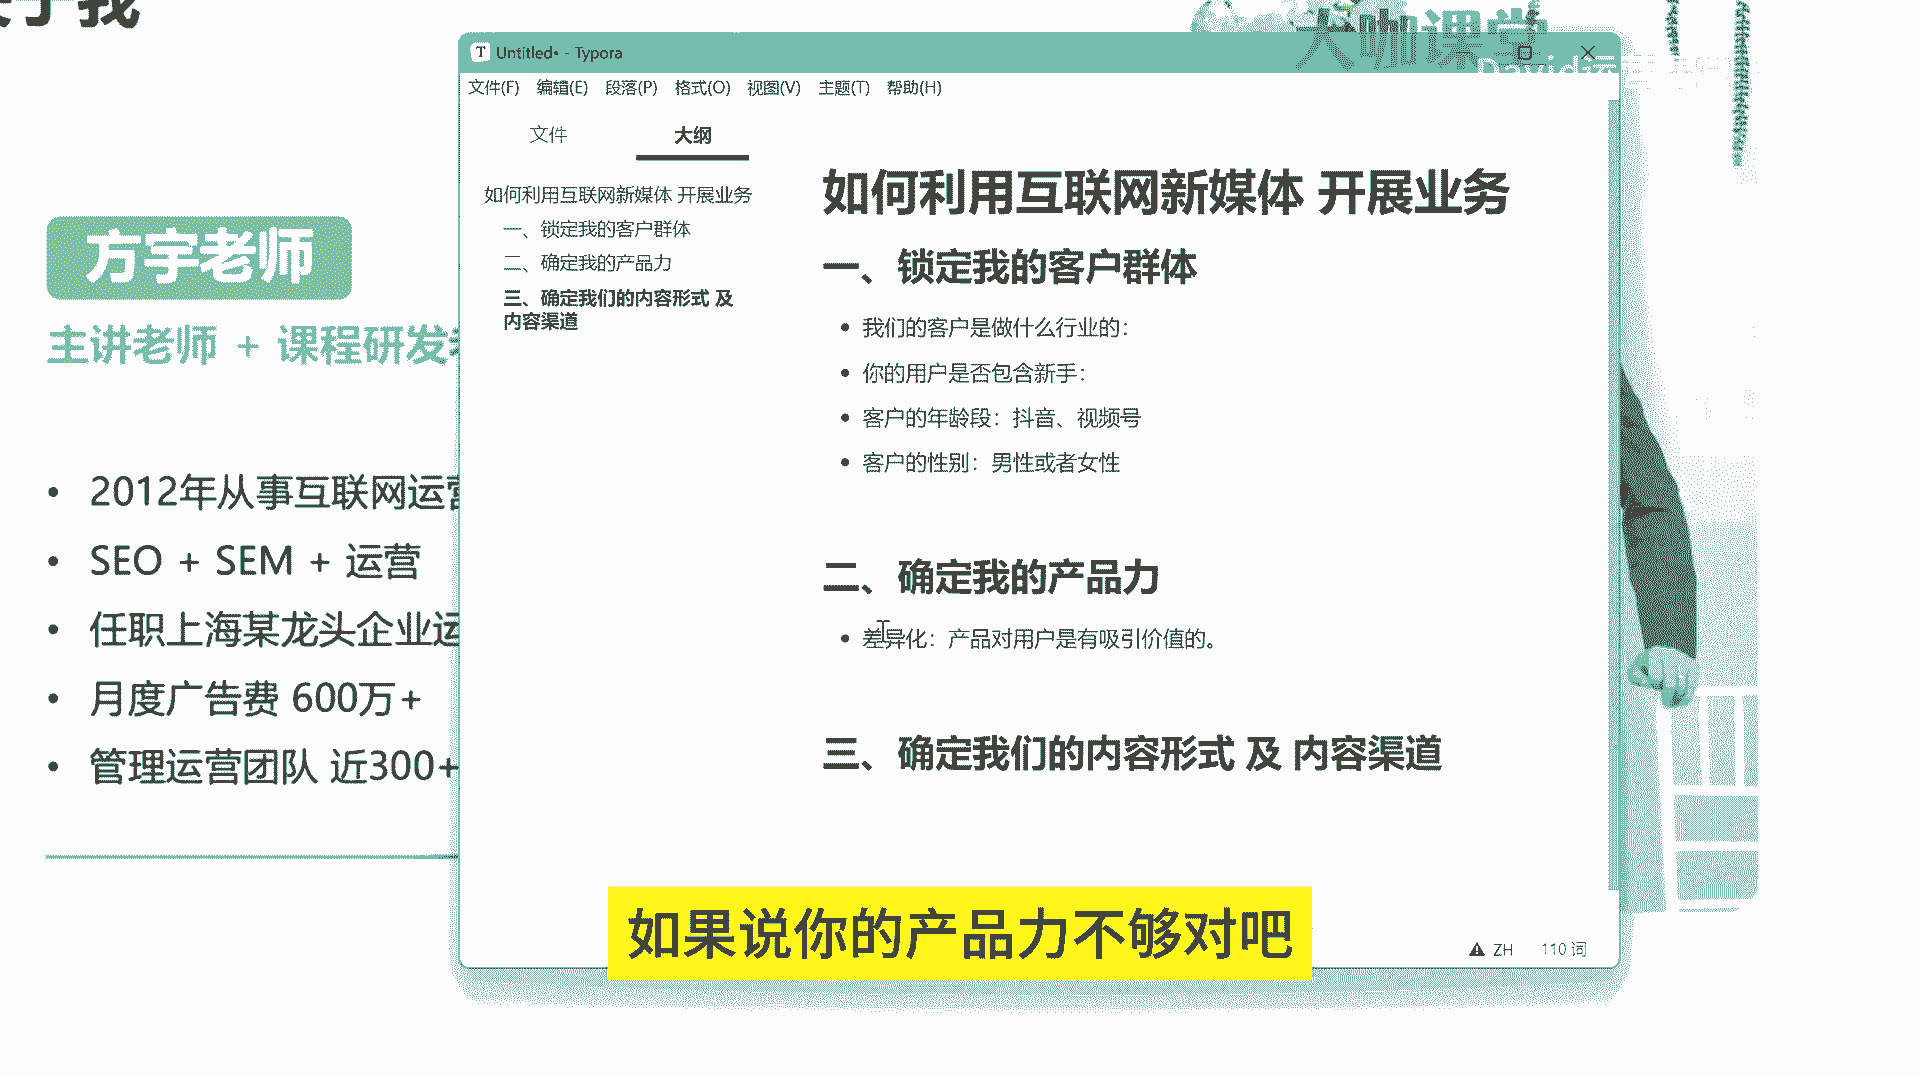 于我
大咖课堂
Untitled• - Typora
文件(F) 编辑(E) 段落(P) 格式(O) 视图(V) 主题(T) 帮助(H)
文件 大纲
如何利用互联网新媒体 开展业务
一、锁定我的客户群体
二、确定我的产品力
三、确定我们的内容形式 及
内容渠道
如何利用互联网新媒体 开展业务
一、锁定我的客户群体
• 我们的客户是做什么行业的：
• 你的用户是否包含新手：
• 客户的年龄段：抖音、视频号
• 客户的性别：男性或者女性
二、确定我的产品力
• 差异化：产品对用户是有吸引价值的。
三、确定我们的内容形式 及 内容渠道
ZH 110 词
方宇老师
主讲老师 + 课程研发
• 2012年从事互联网运营
• SEO + SEM + 运营
• 任职上海某龙头企业运
• 月度广告费 600万+
• 管理运营团队 近300+
如果说你的产品力不够对吧